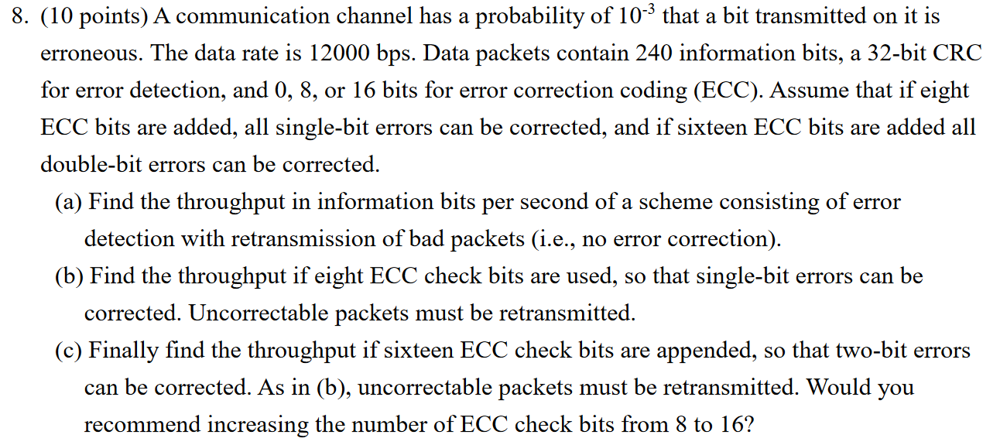 8. (10 points) A communication channel has a probability of 10⁻³ that a bit transmitted on it is
erroneous. The data rate is 12000 bps. Data packets contain 240 information bits, a 32-bit CRC
for error detection, and 0, 8, or 16 bits for error correction coding (ECC). Assume that if eight
ECC bits are added, all single-bit errors can be corrected, and if sixteen ECC bits are added all
double-bit errors can be corrected.
(a) Find the throughput in information bits per second of a scheme consisting of error
detection with retransmission of bad packets (i.e., no error correction).
(b) Find the throughput if eight ECC check bits are used, so that single-bit errors can be
corrected. Uncorrectable packets must be retransmitted.
(c) Finally find the throughput if sixteen ECC check bits are appended, so that two-bit errors
can be corrected. As in (b), uncorrectable packets must be retransmitted. Would you
recommend increasing the number of ECC check bits from 8 to 16?